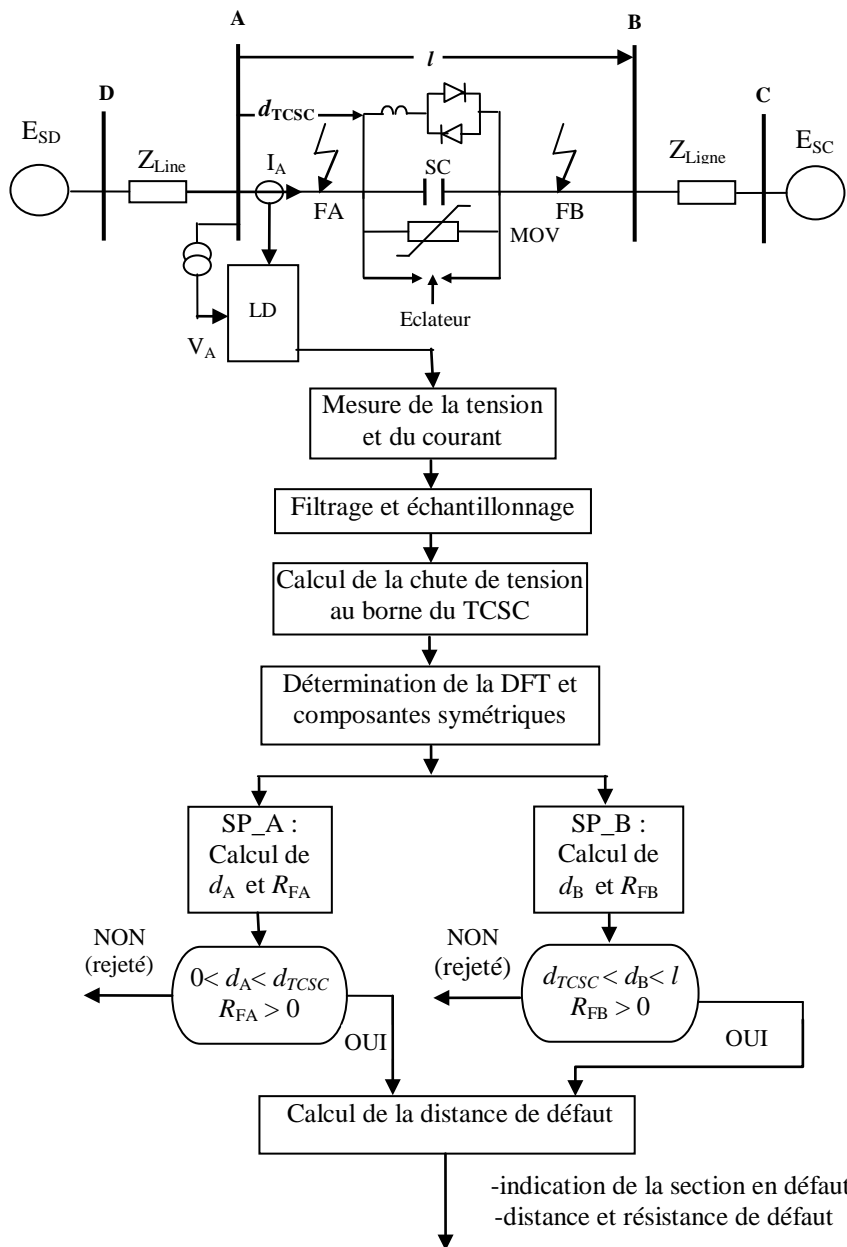 A
B
l
D
d_TCSC
C
E_SD
E_SC
Z_Line
I_A
SC
Z_Ligne
FA
FB
MOV
LD
Eclateur
V_A
Mesure de la tension
et du courant
Filtrage et échantillonnage
Calcul de la chute de tension
au borne du TCSC
Détermination de la DFT et
composantes symétriques
SP_A :
Calcul de
d_A et R_FA
SP_B :
Calcul de
d_B et R_FB
NON
(rejeté)
0< d_A< d_TCSC
R_FA > 0
OUI
NON
(rejeté)
d_TCSC < d_B< l
R_FB > 0
OUI
Calcul de la distance de défaut
-indication de la section en défaut
-distance et résistance de défaut